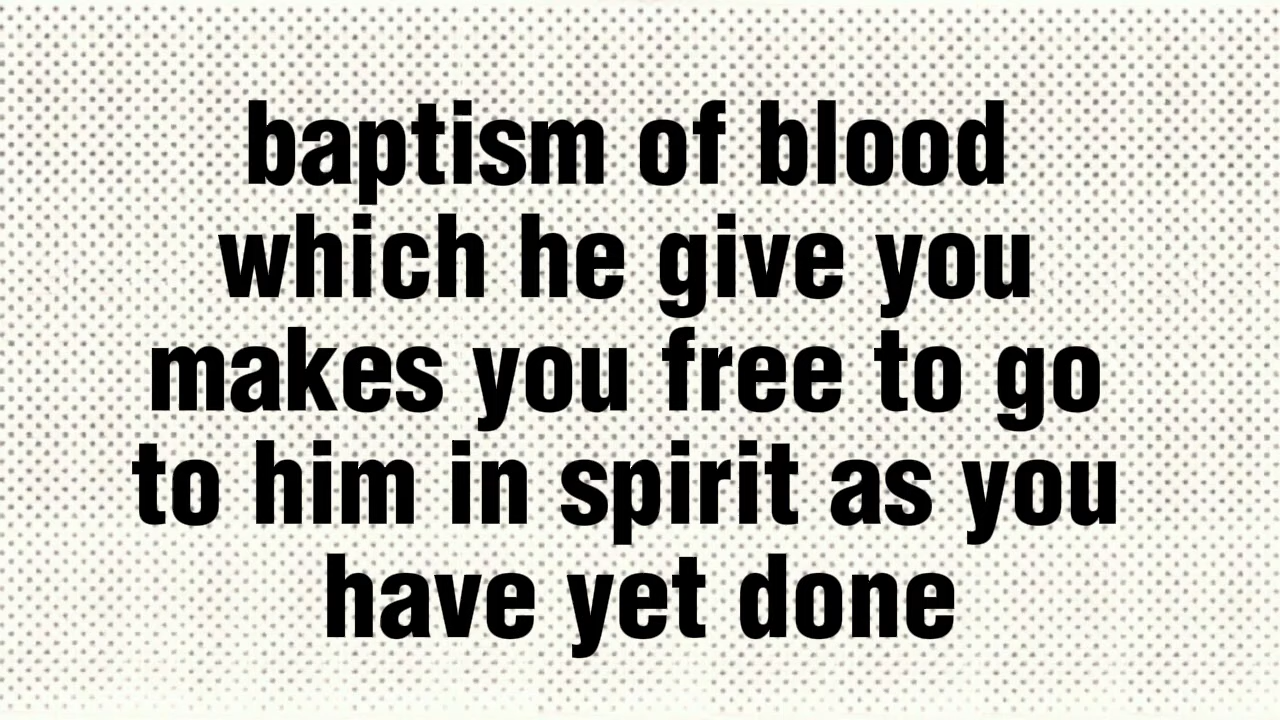 baptism of blood
which he give you
makes you free to go
to him in spirit as you
have yet done